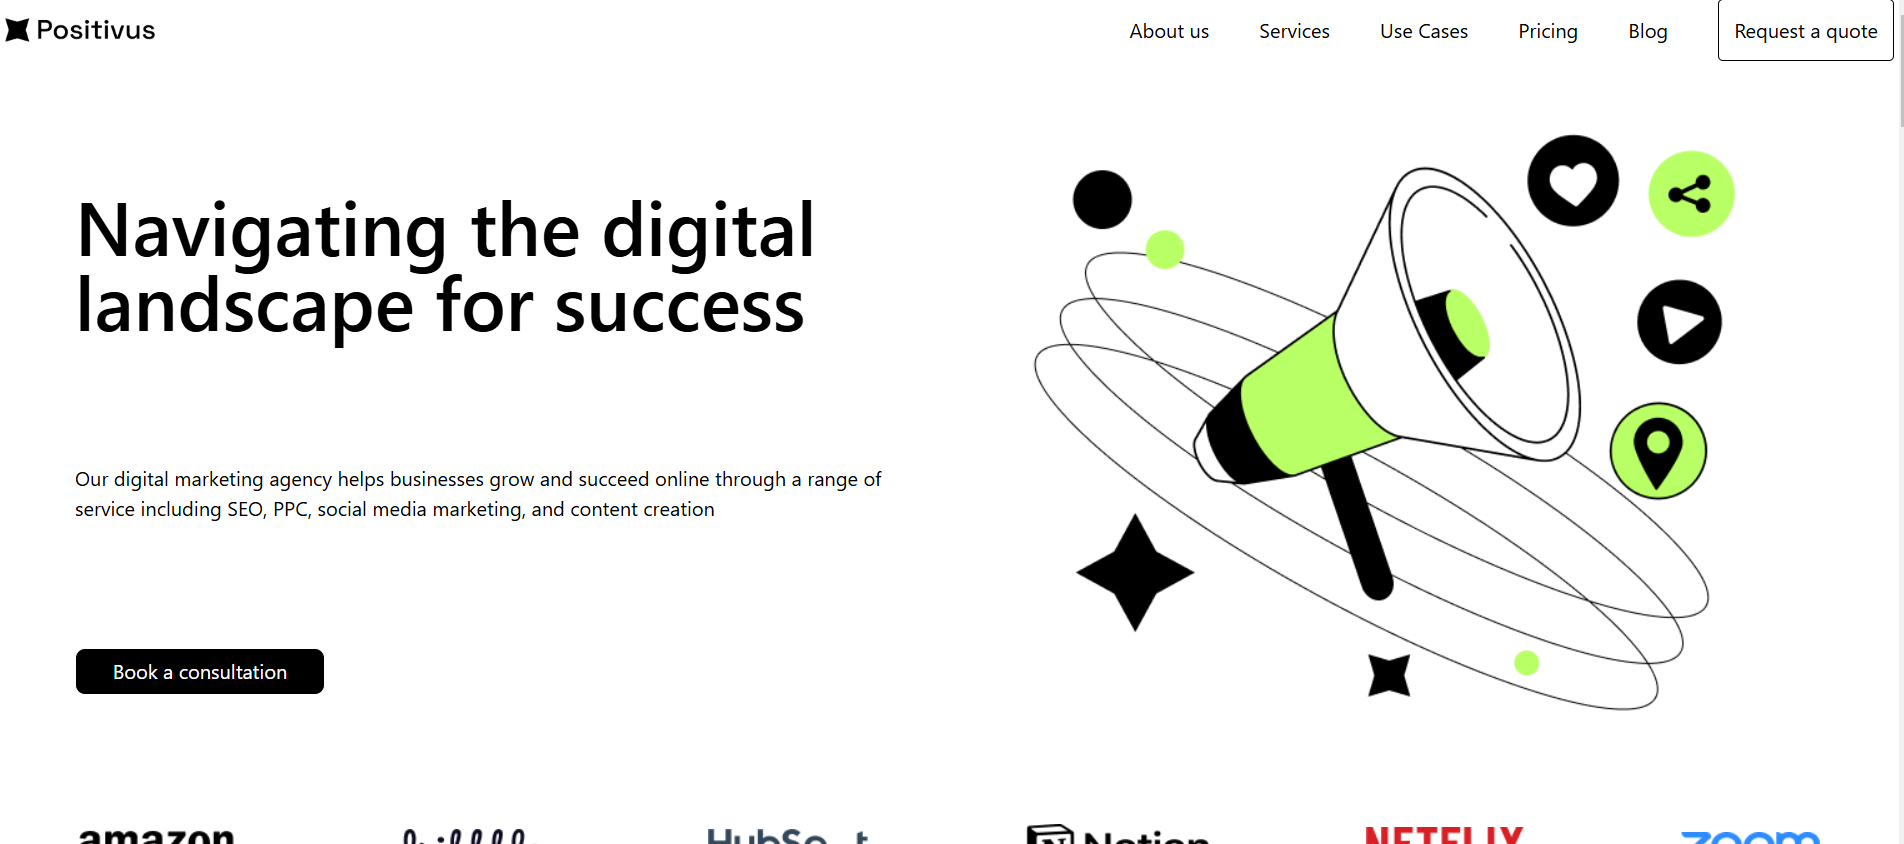 Positivus
About us
Services
Use Cases
Pricing
Blog
Request a quote
Navigating the digital
landscape for success
Our digital marketing agency helps businesses grow and succeed online through a range of
service including SEO, PPC, social media marketing, and content creation
Book a consultation
amazon
HubSpot
Notion
NETFLIX
zoom